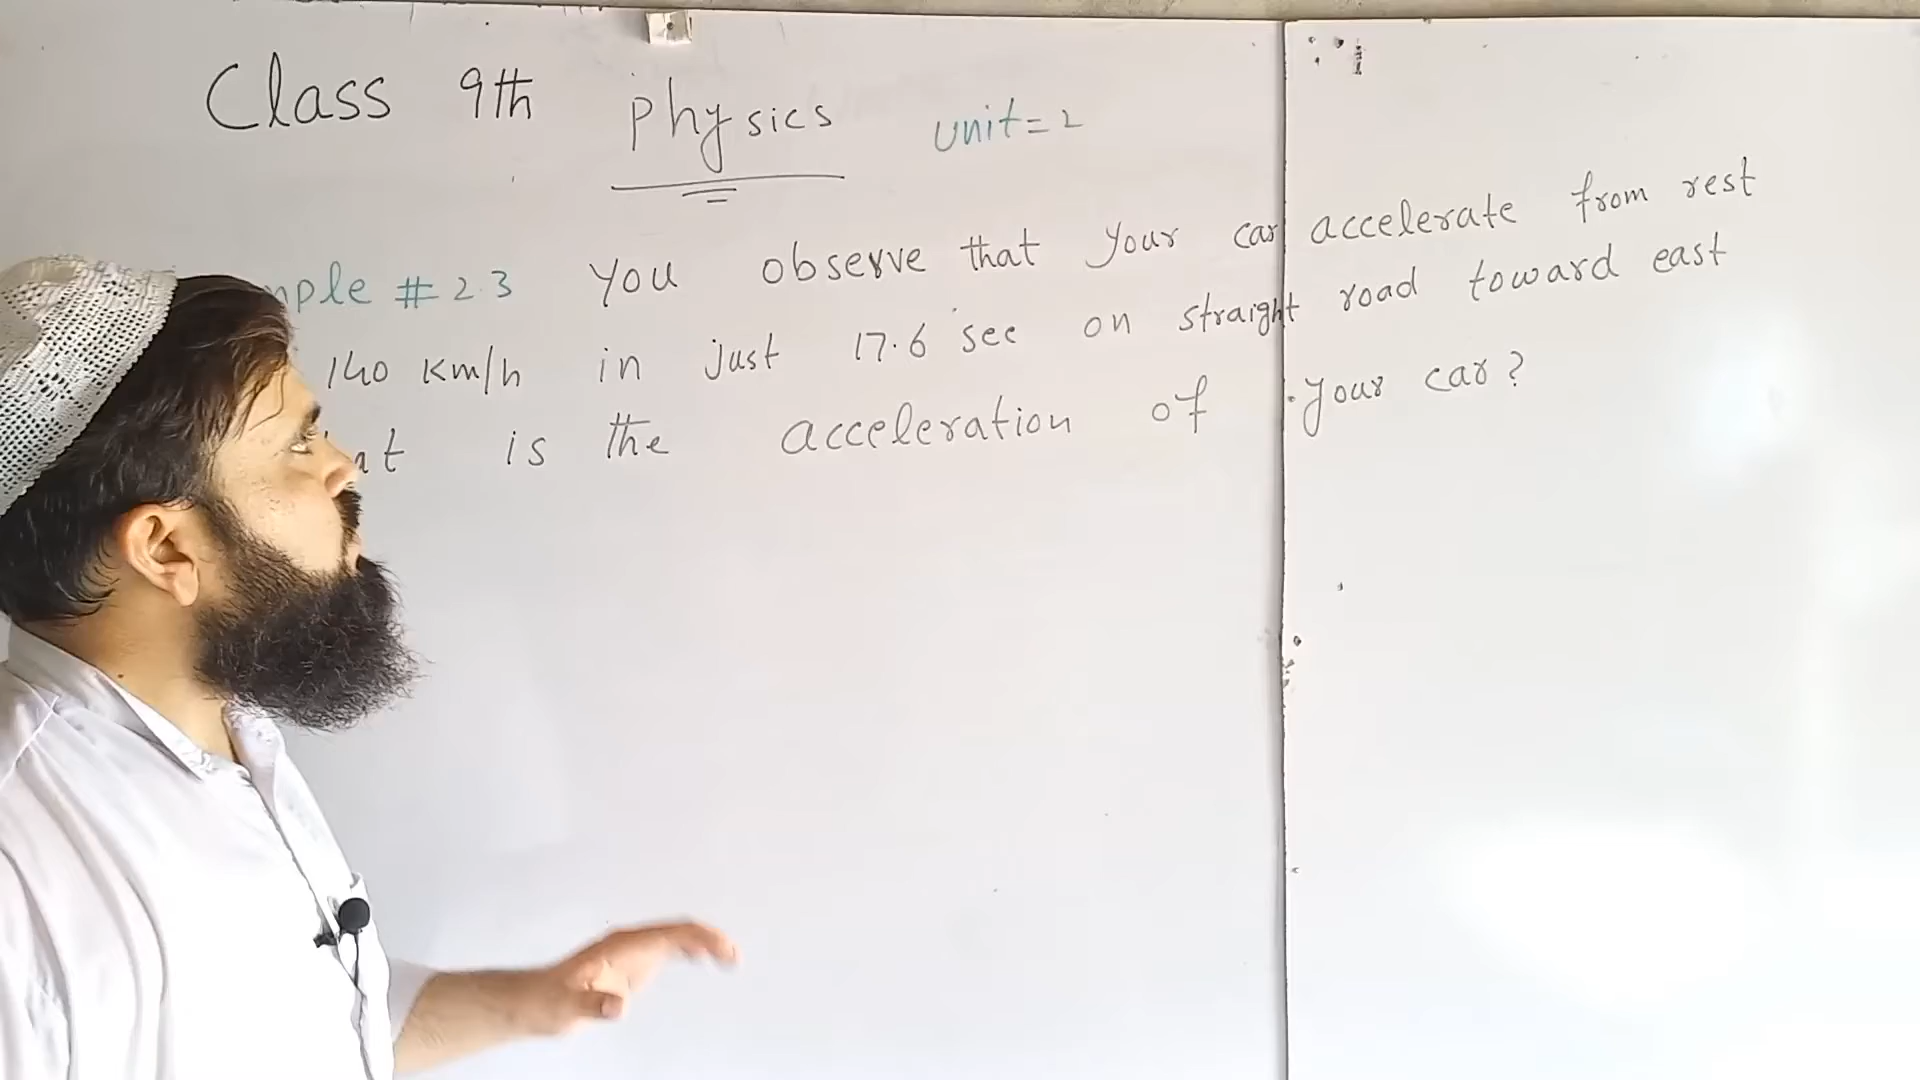 Class 9th Physics unit = 2
mple # 2.3 You observe that your car accelerate from rest
140 km/h in just 17.6 sec on straight road toward east
at is the acceleration of your car?